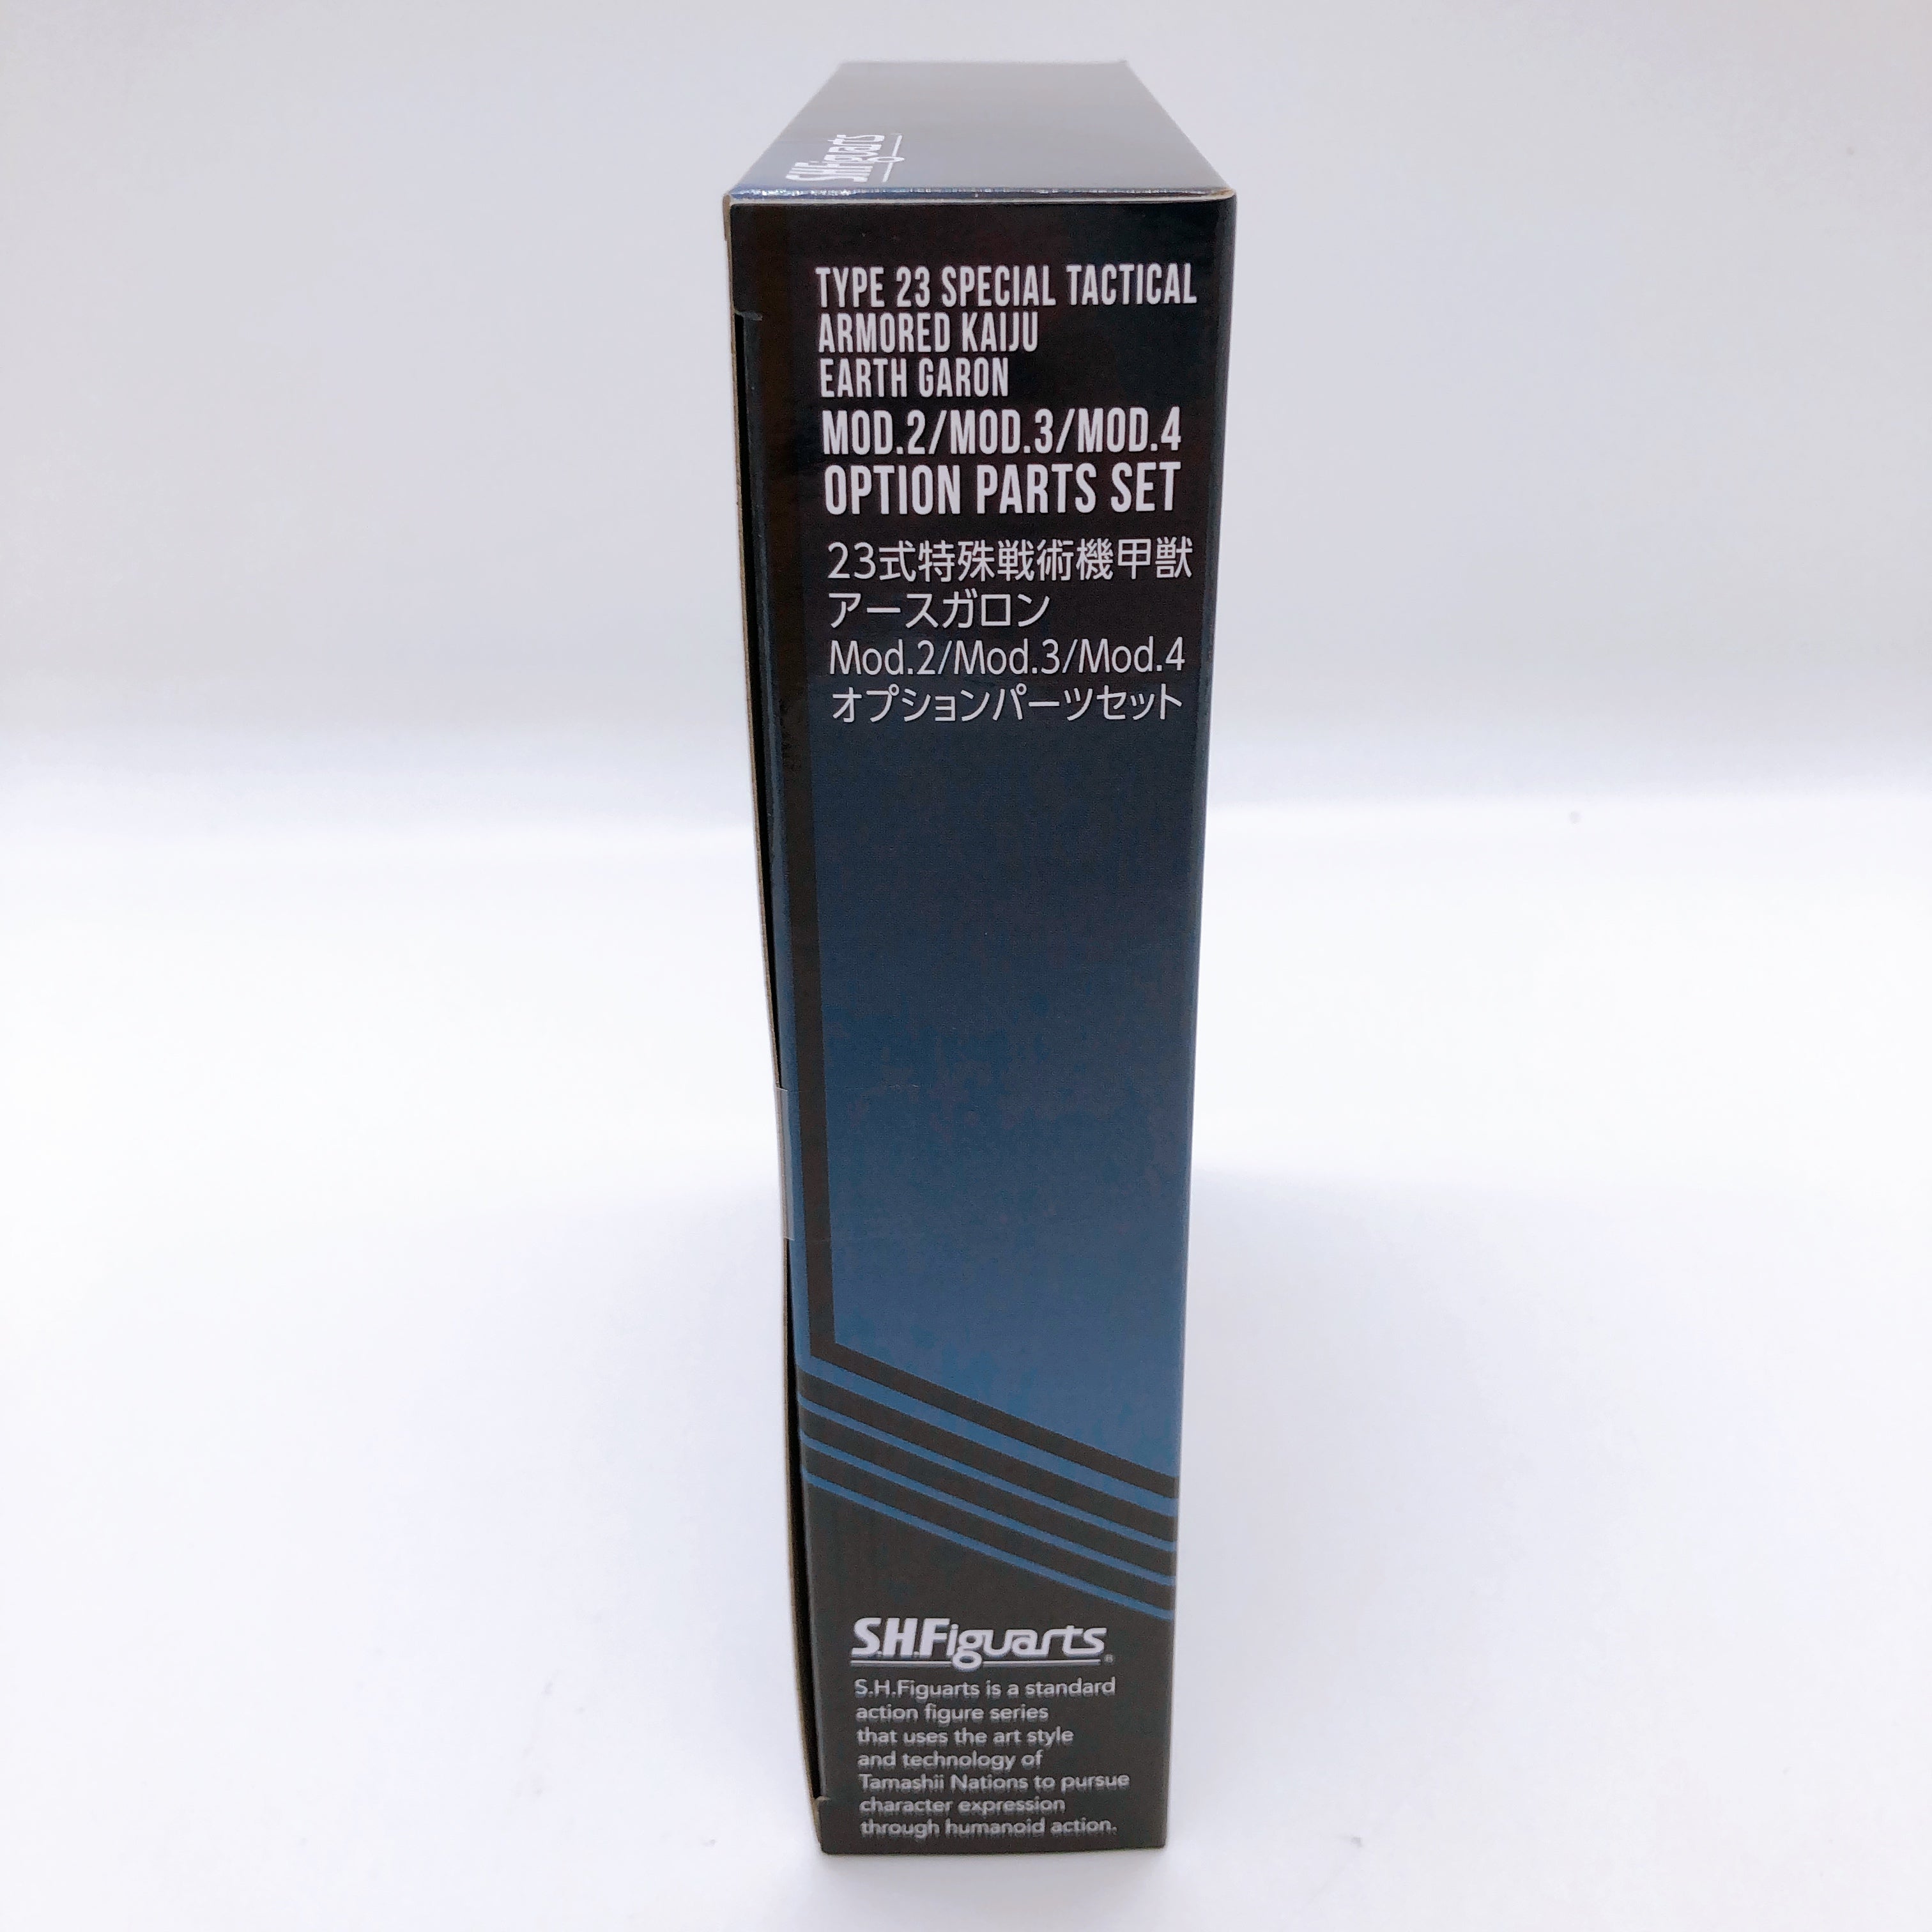 S.H.Figuarts
TYPE 23 SPECIAL TACTICAL
ARMORED KAIJU
EARTH GARON
MOD.2/MOD.3/MOD.4
OPTION PARTS SET
23式特殊戦術機甲獣
アースガロン
Mod.2/Mod.3/Mod.4
オプションパーツセット
S.H.Figuarts®
S.H.Figuarts is a standard
action figure series
that uses the art style
and technology of
Tamashii Nations to pursue
character expression
through humanoid action.